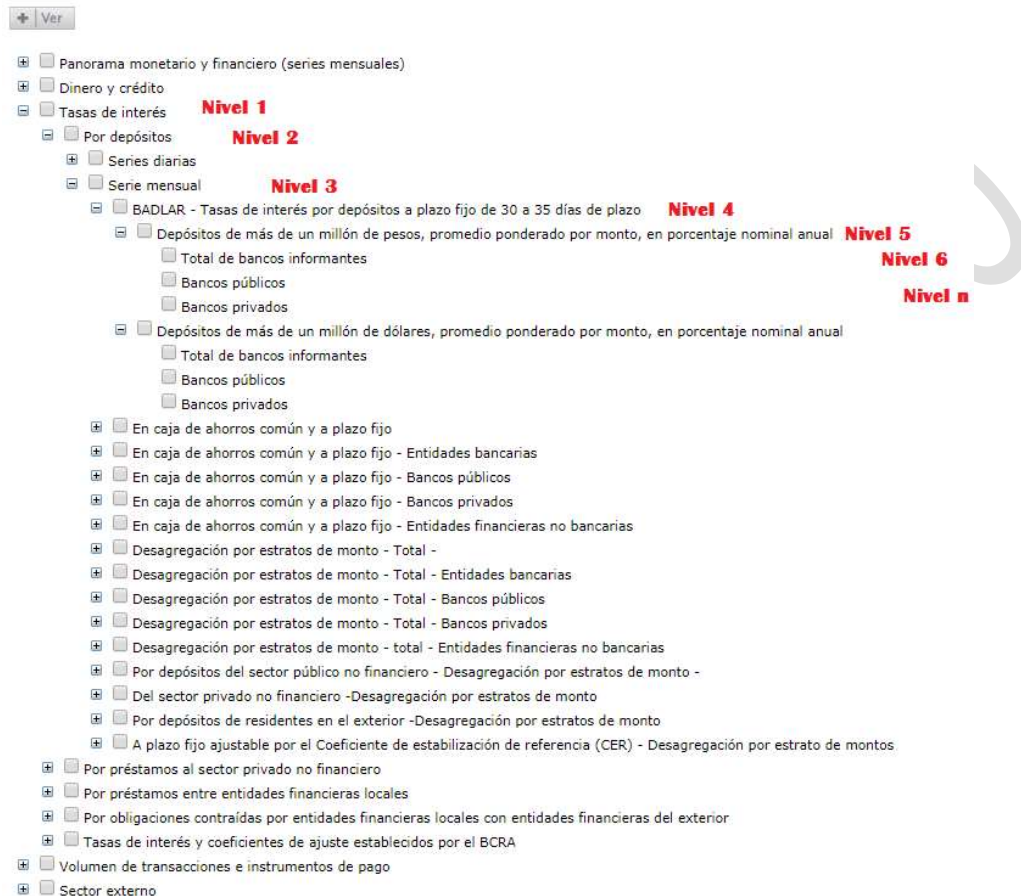 Ver
Panorama monetario y financiero (series mensuales)
Dinero y crédito
Tasas de interés Nivel 1
Por depósitos Nivel 2
Series diarias
Serie mensual Nivel 3
BADLAR - Tasas de interés por depósitos a plazo fijo de 30 a 35 días de plazo Nivel 4
Depósitos de más de un millón de pesos, promedio ponderado por monto, en porcentaje nominal anual Nivel 5
Total de bancos informantes Nivel 6
Bancos públicos
Nivel n
Bancos privados
Depósitos de más de un millón de dólares, promedio ponderado por monto, en porcentaje nominal anual
Total de bancos informantes
Bancos públicos
Bancos privados
En caja de ahorros común y a plazo fijo
En caja de ahorros común y a plazo fijo - Entidades bancarias
En caja de ahorros común y a plazo fijo - Bancos públicos
En caja de ahorros común y a plazo fijo - Bancos privados
En caja de ahorros común y a plazo fijo - Entidades financieras no bancarias
Desagregación por estratos de monto - Total -
Desagregación por estratos de monto - Total - Entidades bancarias
Desagregación por estratos de monto - Total - Bancos públicos
Desagregación por estratos de monto - Total - Bancos privados
Desagregación por estratos de monto - total - Entidades financieras no bancarias
Por depósitos del sector público no financiero - Desagregación por estratos de monto -
Del sector privado no financiero -Desagregación por estratos de monto
Por depósitos de residentes en el exterior -Desagregación por estratos de monto
A plazo fijo ajustable por el Coeficiente de estabilización de referencia (CER) - Desagregación por estrato de montos
Por préstamos al sector privado no financiero
Por préstamos entre entidades financieras locales
Por obligaciones contraídas por entidades financieras locales con entidades financieras del exterior
Tasas de interés y coeficientes de ajuste establecidos por el BCRA
Volumen de transacciones e instrumentos de pago
Sector externo